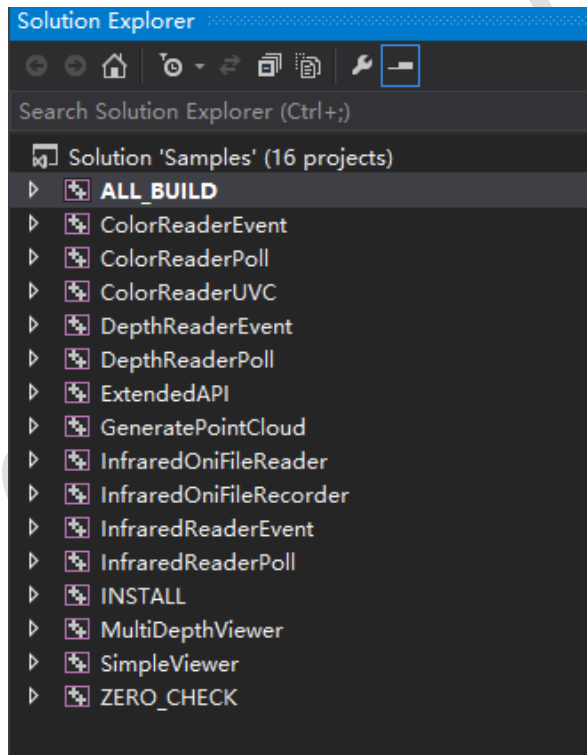 Solution Explorer
Search Solution Explorer (Ctrl+;)
Solution 'Samples' (16 projects)
ALL_BUILD
ColorReaderEvent
ColorReaderPoll
ColorReaderUVC
DepthReaderEvent
DepthReaderPoll
ExtendedAPI
GeneratePointCloud
InfraredOniFileReader
InfraredOniFileRecorder
InfraredReaderEvent
InfraredReaderPoll
INSTALL
MultiDepthViewer
SimpleViewer
ZERO_CHECK